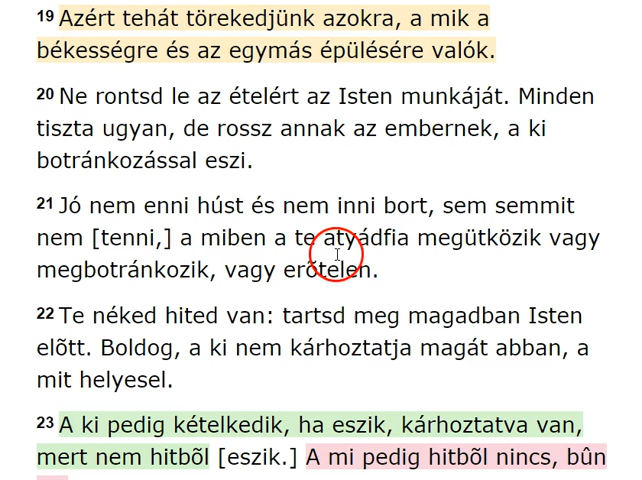 19 Azért tehát törekedjünk azokra, a mik a
békességre és az egymás épülésére valók.
20 Ne rontsd le az ételért az Isten munkáját. Minden
tiszta ugyan, de rossz annak az embernek, a ki
botránkozással eszi.
21 Jó nem enni húst és nem inni bort, sem semmit
nem [tenni,] a miben a te atyádfia megütközik vagy
megbotránkozik, vagy erõtelen.
22 Te néked hited van: tartsd meg magadban Isten
elõtt. Boldog, a ki nem kárhoztatja magát abban, a
mit helyesel.
23 A ki pedig kételkedik, ha eszik, kárhoztatva van,
mert nem hitbõl [eszik.] A mi pedig hitbõl nincs, bûn